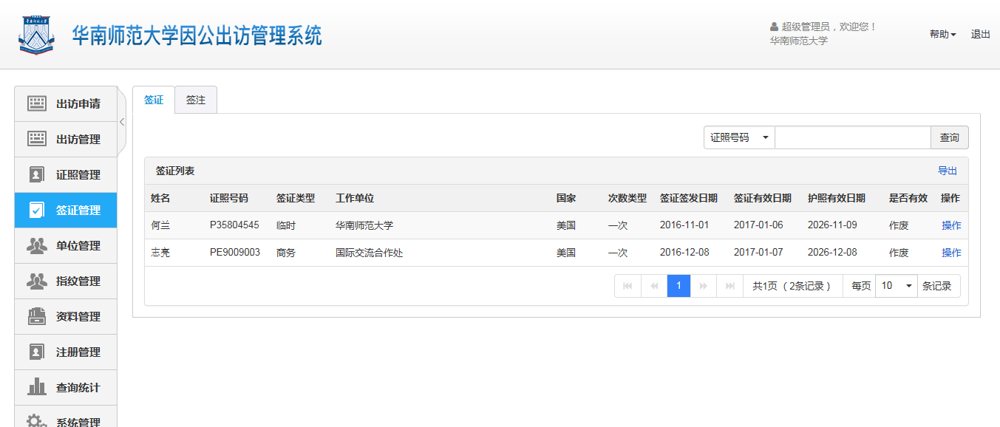 华南师范大学因公出访管理系统
超级管理员，欢迎您！
华南师范大学
帮助 退出
出访申请
出访管理
证照管理
签证管理
单位管理
指纹管理
资料管理
注册管理
查询统计
系统管理
签证 签注
证照号码 查询
签证列表 导出
姓名 证照号码 签证类型 工作单位 国家 次数类型 签证签发日期 签证有效日期 护照有效日期 是否有效 操作
何兰 P35804545 临时 华南师范大学 美国 一次 2016-11-01 2017-01-06 2026-11-09 作废 操作
志亮 PE9009003 商务 国际交流合作处 美国 一次 2016-12-08 2017-01-07 2026-12-08 作废 操作
1 共1页（2条记录） 每页 10 条记录